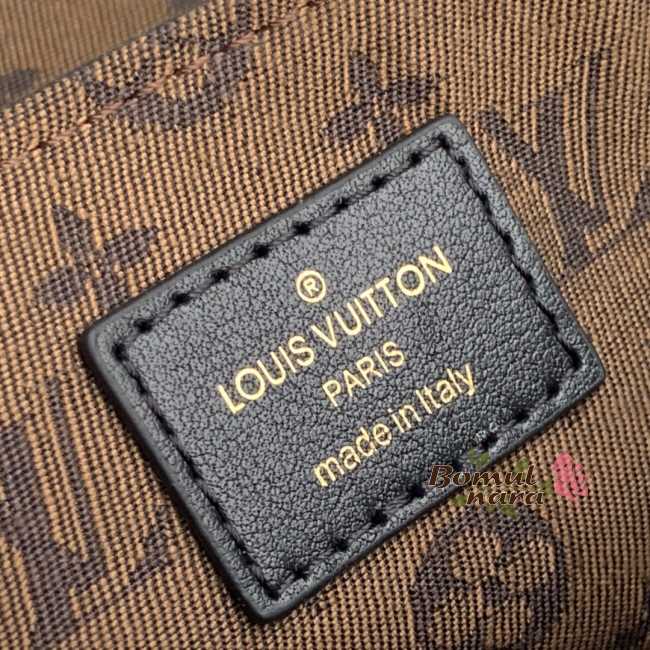 ®
LOUIS VUITTON
PARIS
made in Italy
Bomul
nara